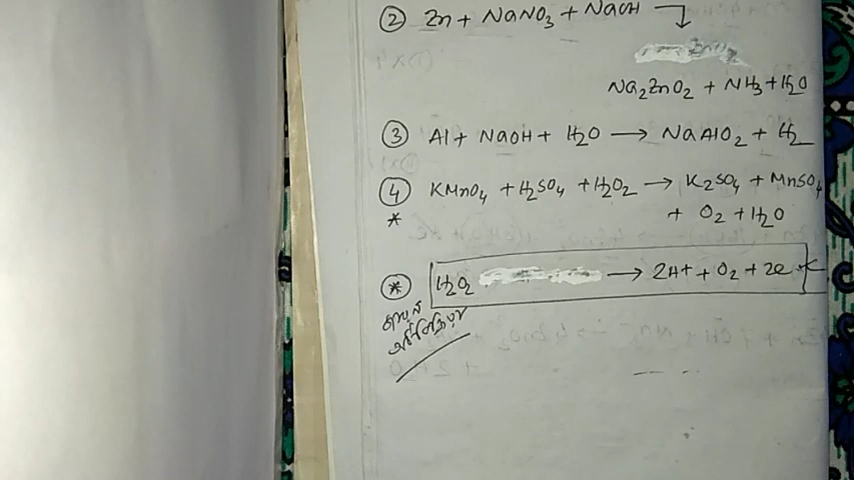 ② Zn + NaNO3 + NaOH
Na2ZnO2 + NH3 + H2O
③ Al + NaOH + H2O → NaAlO2 + H2
④ KMnO4 + H2SO4 + H2O2 → K2SO4 + MnSO4
* + O2 + H2O
* H2O2 → 2H+ + O2 + 2e